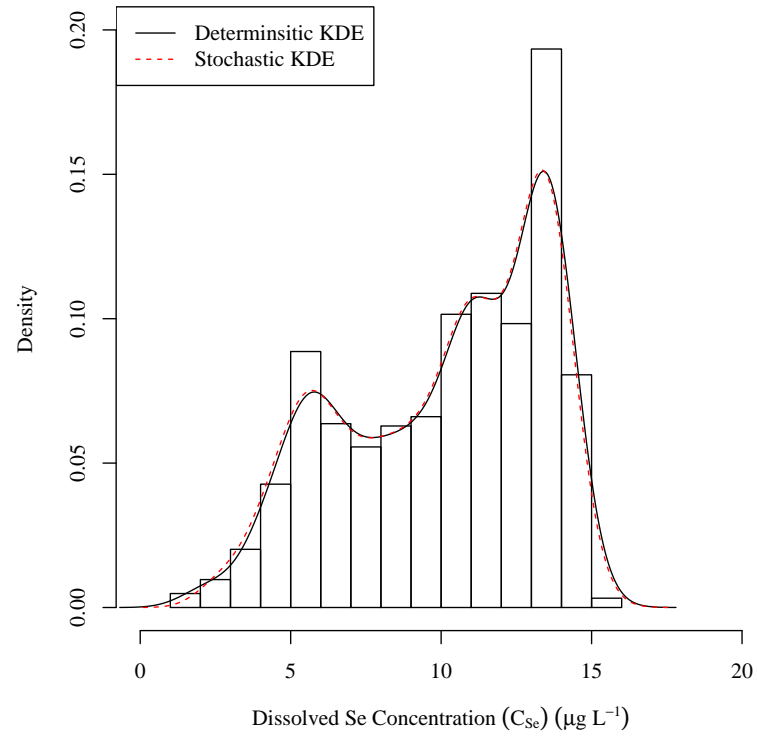 Determinsitic KDE
Stochastic KDE
0.20
0.15
0.10
0.05
0.00
Density
0 5 10 15 20
Dissolved Se Concentration (C_Se) (μg L⁻¹)